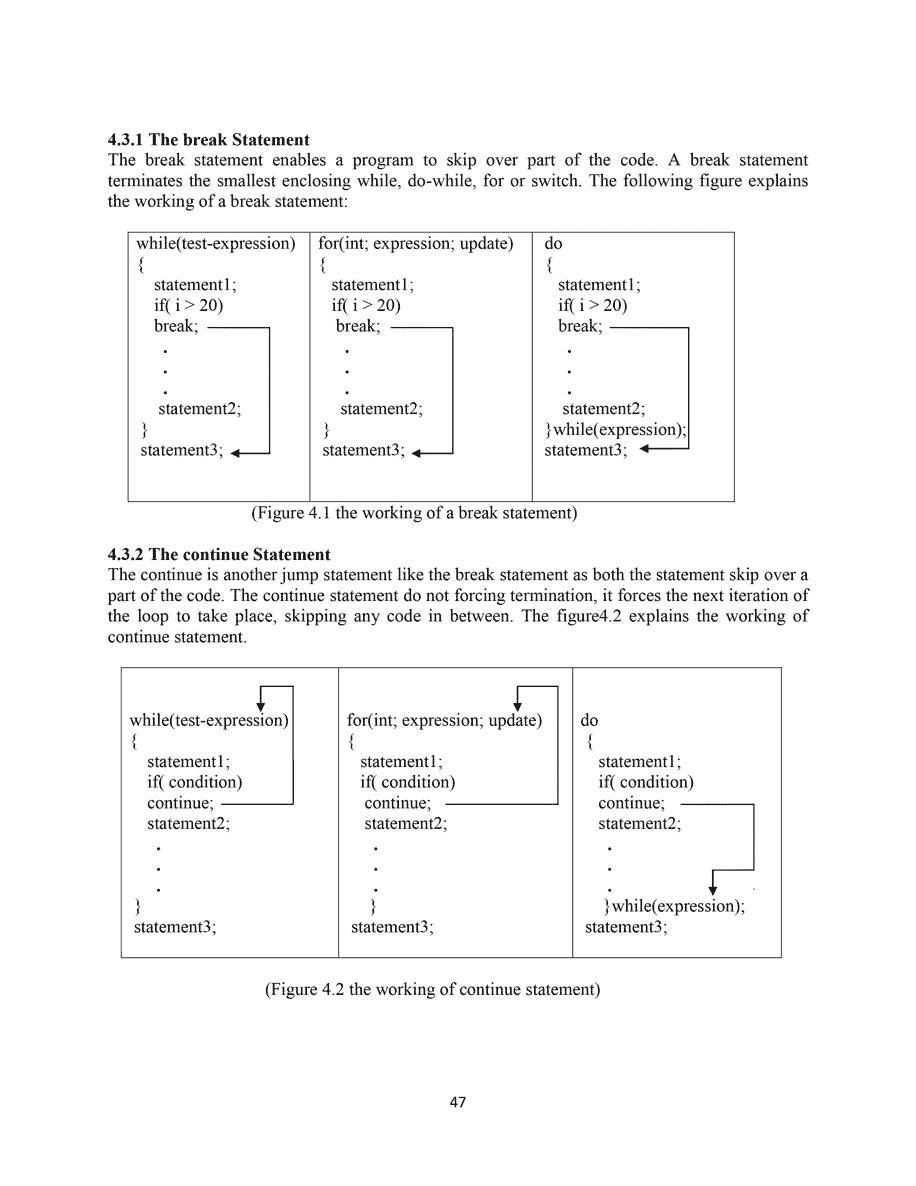 4.3.1 The break Statement
The break statement enables a program to skip over part of the code. A break statement
terminates the smallest enclosing while, do-while, for or switch. The following figure explains
the working of a break statement:
while(test-expression)
{
statement1;
if( i > 20)
break;
.
.
.
statement2;
}
statement3;
for(int; expression; update)
{
statement1;
if( i > 20)
break;
.
.
.
statement2;
}
statement3;
do
{
statement1;
if( i > 20)
break;
.
.
.
statement2;
}while(expression);
statement3;
(Figure 4.1 the working of a break statement)
4.3.2 The continue Statement
The continue is another jump statement like the break statement as both the statement skip over a
part of the code. The continue statement do not forcing termination, it forces the next iteration of
the loop to take place, skipping any code in between. The figure4.2 explains the working of
continue statement.
while(test-expression)
{
statement1;
if( condition)
continue;
statement2;
.
.
.
}
statement3;
for(int; expression; update)
{
statement1;
if( condition)
continue;
statement2;
.
.
.
}
statement3;
do
{
statement1;
if( condition)
continue;
statement2;
.
.
.
}while(expression);
statement3;
(Figure 4.2 the working of continue statement)
47